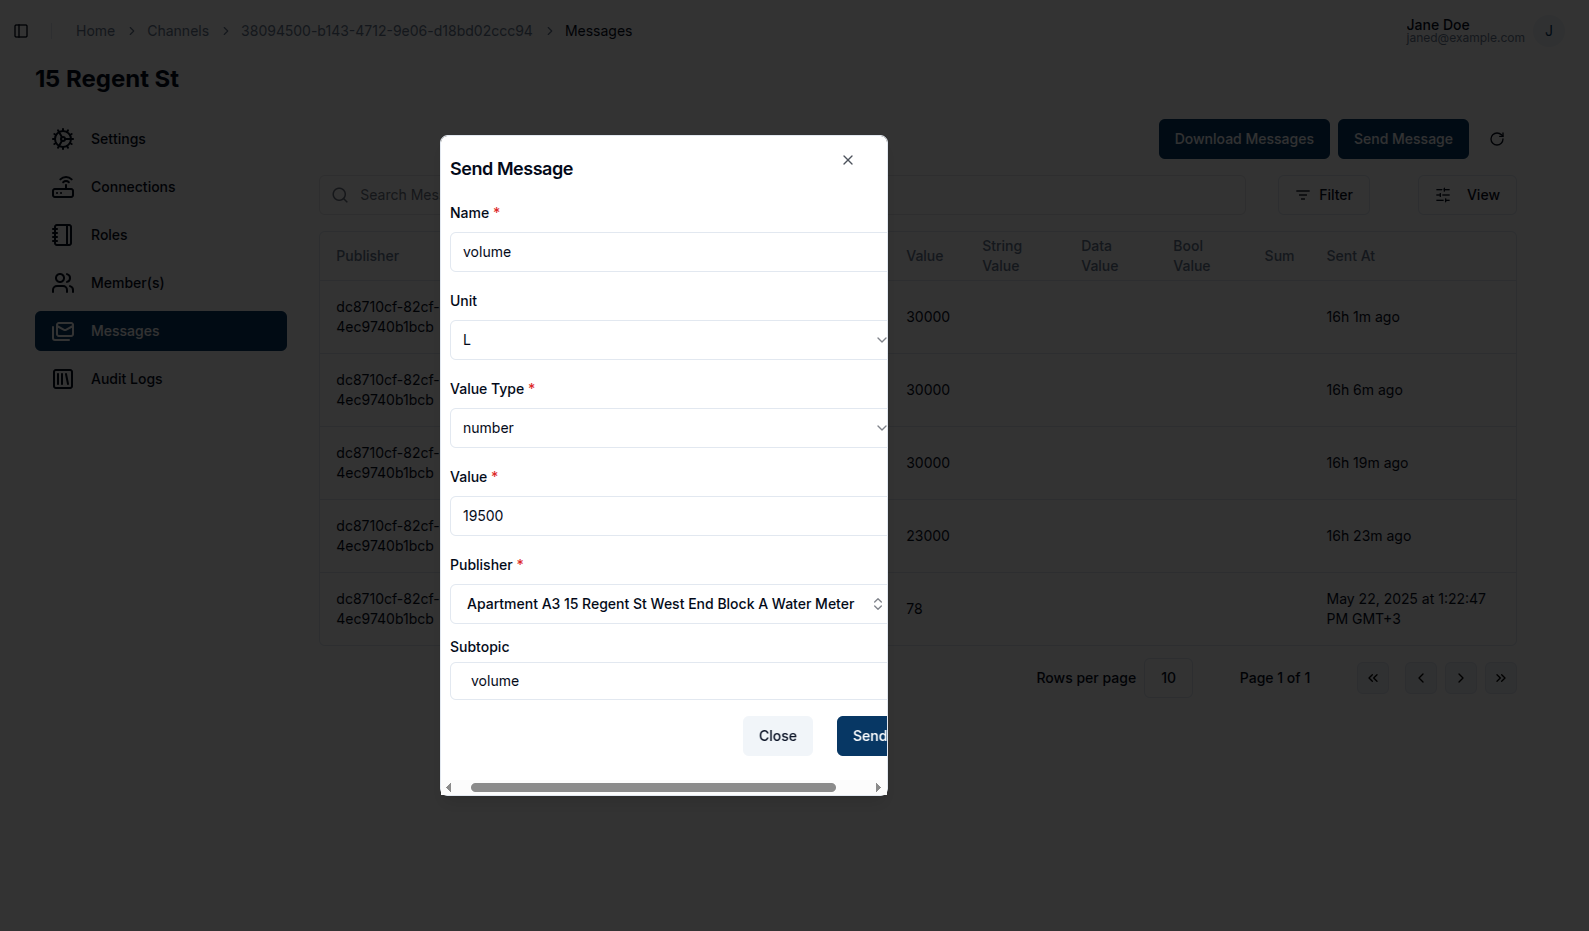 Home > Channels > 38094500-b143-4712-9e06-d18bd02ccc94 > Messages
Jane Doe
janed@example.com
J
15 Regent St
Settings
Connections
Roles
Member(s)
Messages
Audit Logs
Download Messages
Send Message
Search Mes
Filter
View
Publisher
Value
String Value
Data Value
Bool Value
Sum
Sent At
dc8710cf-82cf-
4ec9740b1bcb
30000
16h 1m ago
dc8710cf-82cf-
4ec9740b1bcb
30000
16h 6m ago
dc8710cf-82cf-
4ec9740b1bcb
30000
16h 19m ago
dc8710cf-82cf-
4ec9740b1bcb
23000
16h 23m ago
dc8710cf-82cf-
4ec9740b1bcb
78
May 22, 2025 at 1:22:47
PM GMT+3
Rows per page
10
Page 1 of 1
Send Message
Name *
volume
Unit
L
Value Type *
number
Value *
19500
Publisher *
Apartment A3 15 Regent St West End Block A Water Meter
Subtopic
volume
Close
Send